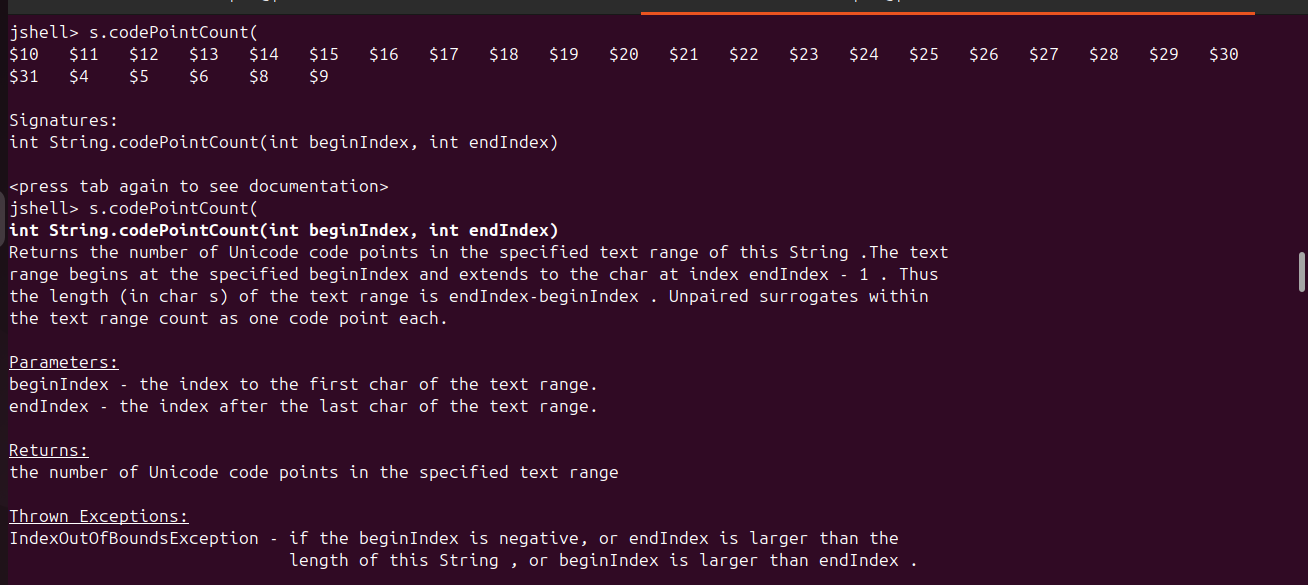 jshell> s.codePointCount(
$10   $11   $12   $13   $14   $15   $16   $17   $18   $19   $20   $21   $22   $23   $24   $25   $26   $27   $28   $29   $30
$31   $4    $5    $6    $8    $9

Signatures:
int String.codePointCount(int beginIndex, int endIndex)

<press tab again to see documentation>
jshell> s.codePointCount(
int String.codePointCount(int beginIndex, int endIndex)
Returns the number of Unicode code points in the specified text range of this String .The text
range begins at the specified beginIndex and extends to the char at index endIndex - 1 . Thus
the length (in char s) of the text range is endIndex-beginIndex . Unpaired surrogates within
the text range count as one code point each.

Parameters:
beginIndex - the index to the first char of the text range.
endIndex - the index after the last char of the text range.

Returns:
the number of Unicode code points in the specified text range

Thrown Exceptions:
IndexOutOfBoundsException - if the beginIndex is negative, or endIndex is larger than the
                            length of this String , or beginIndex is larger than endIndex .